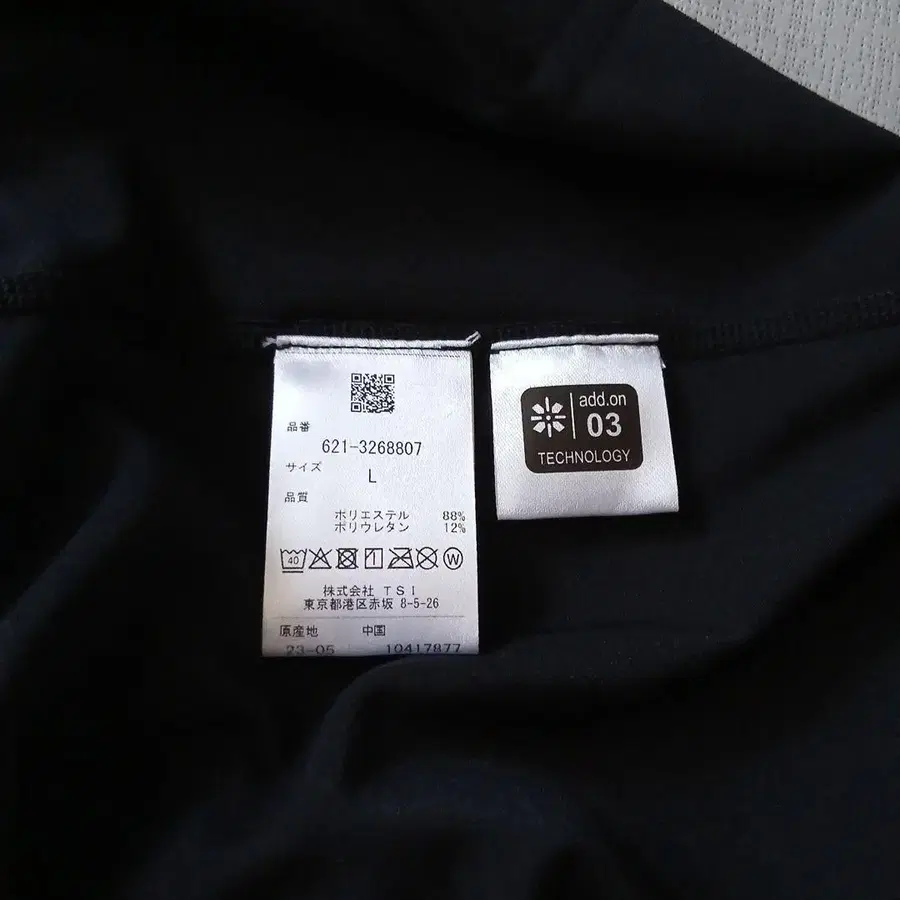 品番
621-3268807
サイズ
L
品質
ポリエステル 88%
ポリウレタン 12%
40
W
株式会社 TSI
東京都港区赤坂 8-5-26
原産地 中国
23-05 10417877
add.on
03
TECHNOLOGY